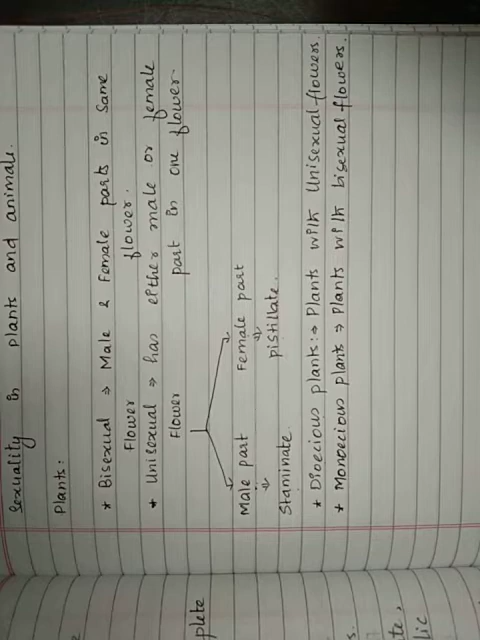 Sexuality in plants and animals.
Plants:
* Bisexual ⇒ Male & Female parts in same
Flower flower.
* Unisexual ⇒ has either male or female
Flower part in one flower.
Male part Female part
⇓ ⇓
Staminate. pistillate.
* Dioecious plants:⇒ Plants with Unisexual flowers.
* Monoecious plants ⇒ Plants with bisexual flowers.
plete
s.
te,
lic